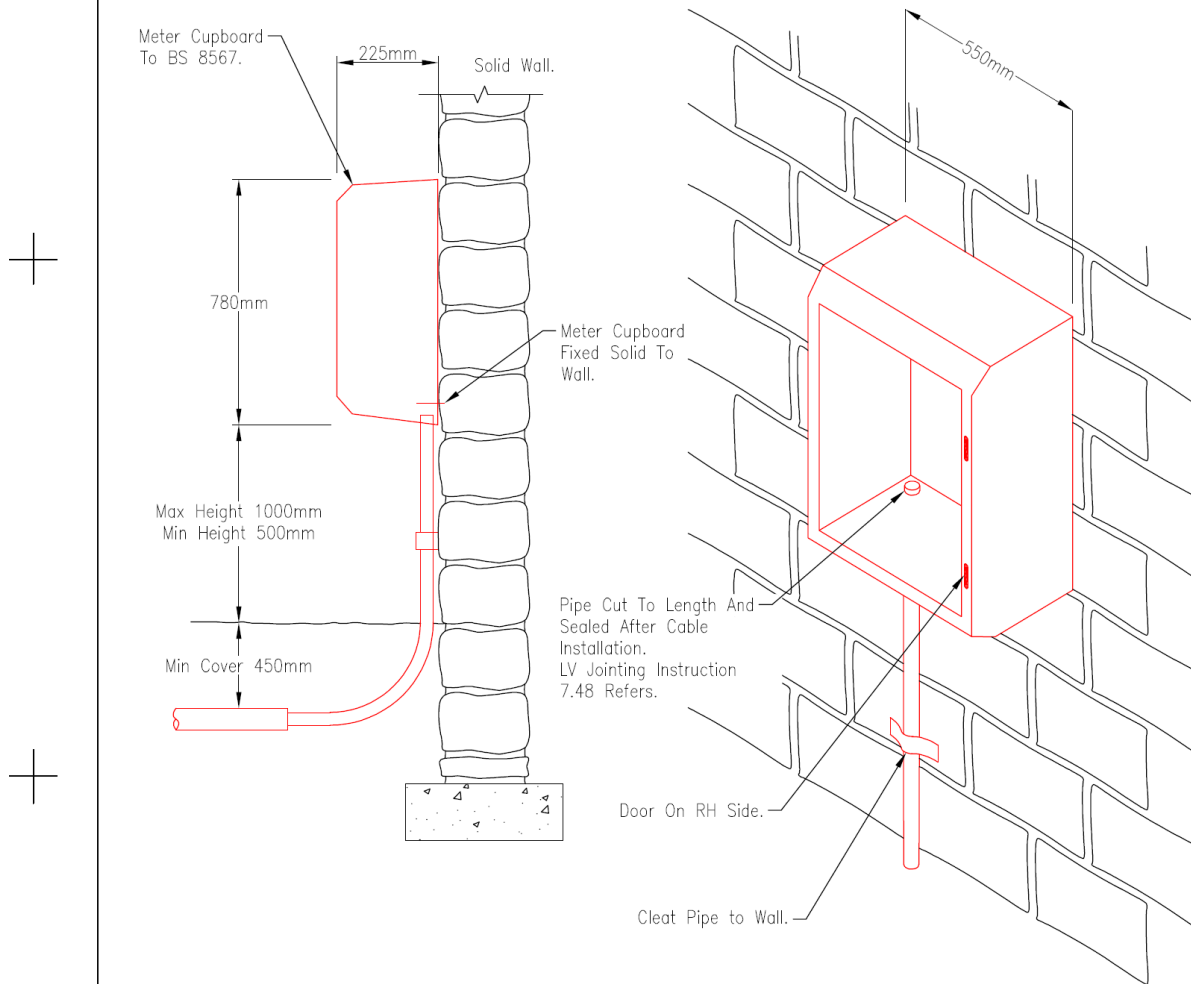 Meter Cupboard
To BS 8567.
225mm
Solid Wall.
550mm
780mm
Meter Cupboard
Fixed Solid To
Wall.
Max Height 1000mm
Min Height 500mm
Pipe Cut To Length And
Sealed After Cable
Installation.
LV Jointing Instruction
7.48 Refers.
Min Cover 450mm
Door On RH Side.
Cleat Pipe to Wall.